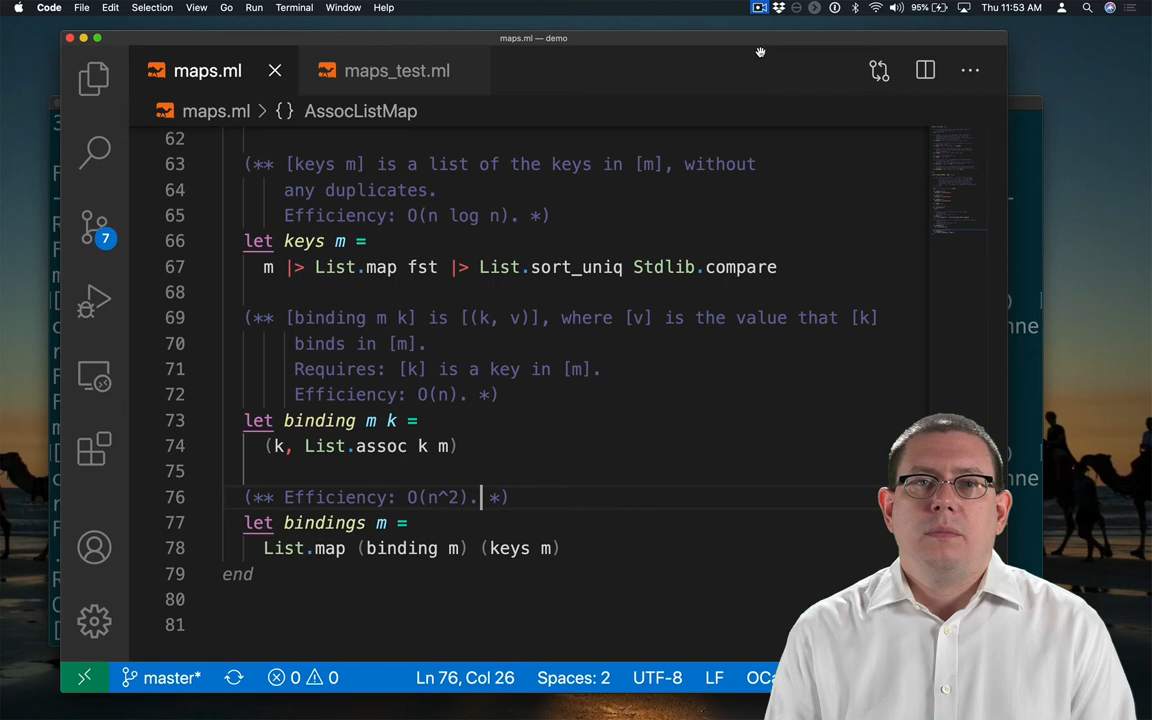 Code File Edit Selection View Go Run Terminal Window Help 95% Thu 11:53 AM
maps.ml — demo
maps.ml maps_test.ml
maps.ml > {} AssocListMap
62
63 (** [keys m] is a list of the keys in [m], without
64 any duplicates.
65 Efficiency: O(n log n). *)
66 let keys m =
67 m |> List.map fst |> List.sort_uniq Stdlib.compare
68
69 (** [binding m k] is [(k, v)], where [v] is the value that [k]
70 binds in [m].
71 Requires: [k] is a key in [m].
72 Efficiency: O(n). *)
73 let binding m k =
74 (k, List.assoc k m)
75
76 (** Efficiency: O(n^2). *)
77 let bindings m =
78 List.map (binding m) (keys m)
79 end
80
81
7
master* 0 0 Ln 76, Col 26 Spaces: 2 UTF-8 LF